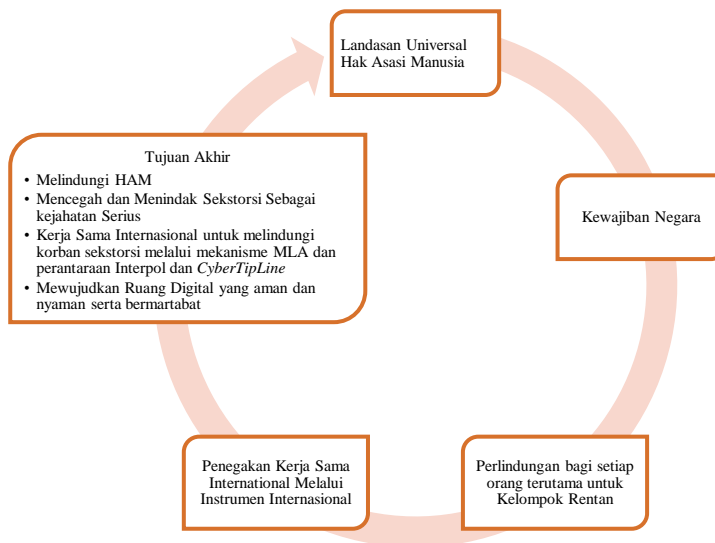 Landasan Universal
Hak Asasi Manusia
Kewajiban Negara
Perlindungan bagi setiap
orang terutama untuk
Kelompok Rentan
Penegakan Kerja Sama
International Melalui
Instrumen Internasional
Tujuan Akhir
• Melindungi HAM
• Mencegah dan Menindak Sekstorsi Sebagai
kejahatan Serius
• Kerja Sama Internasional untuk melindungi
korban sekstorsi melalui mekanisme MLA dan
perantaraan Interpol dan CyberTipLine
• Mewujudkan Ruang Digital yang aman dan
nyaman serta bermartabat